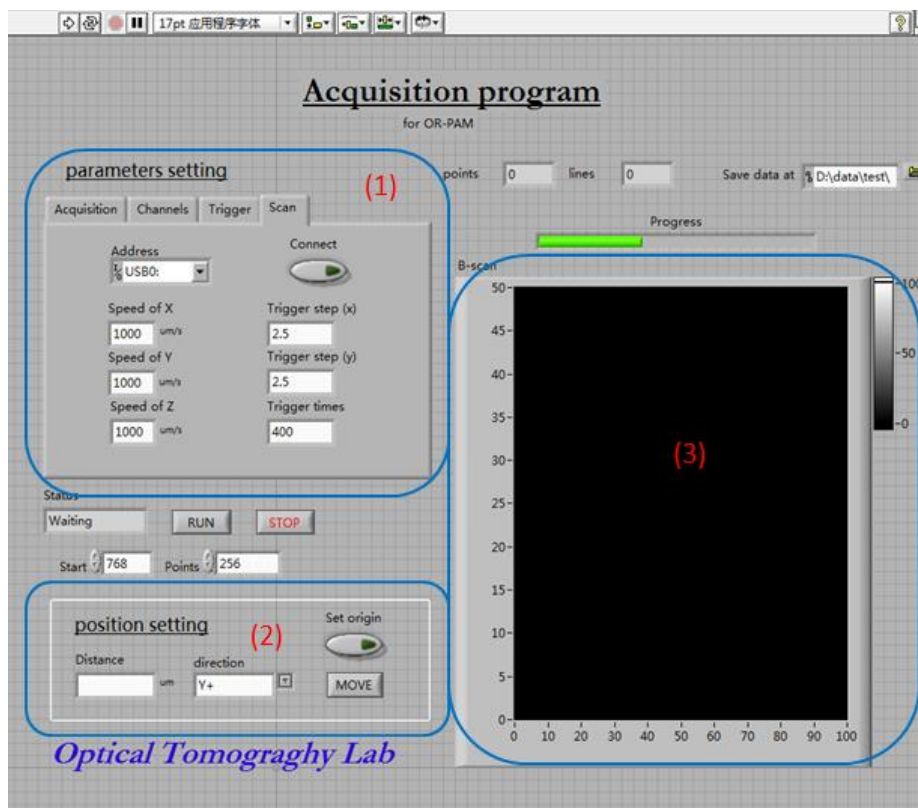 17pt 应用程序字体
Acquisition program
for OR-PAM
parameters setting
(1)
Acquisition Channels Trigger Scan
Address Connect
USB0:
Speed of X Trigger step (x)
1000 um/s 2.5
Speed of Y Trigger step (y)
1000 um/s 2.5
Speed of Z Trigger times
1000 um/s 400
Status
Waiting RUN STOP
Start 768 Points 256
position setting
(2)
Set origin
Distance direction
um Y+ MOVE
Optical Tomograghy Lab
points 0 lines 0 Save data at D:\data\test\
Progress
B-scan
50
45
40
35
30
25
20
15
10
5
0
0 10 20 30 40 50 60 70 80 90 100
(3)
100
50
0